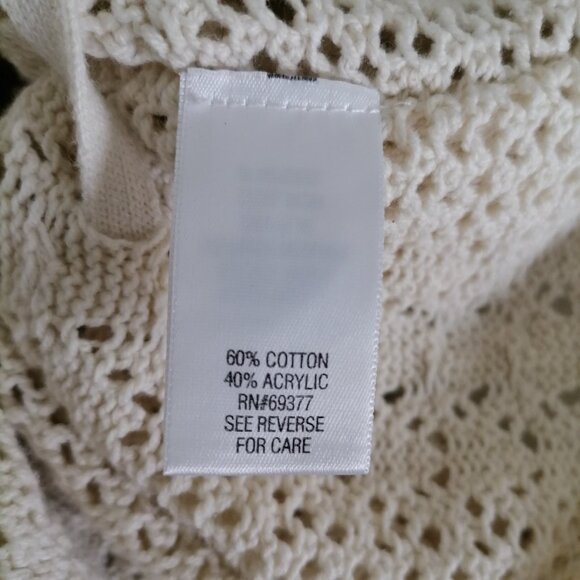 60% COTTON
40% ACRYLIC
RN#69377
SEE REVERSE
FOR CARE